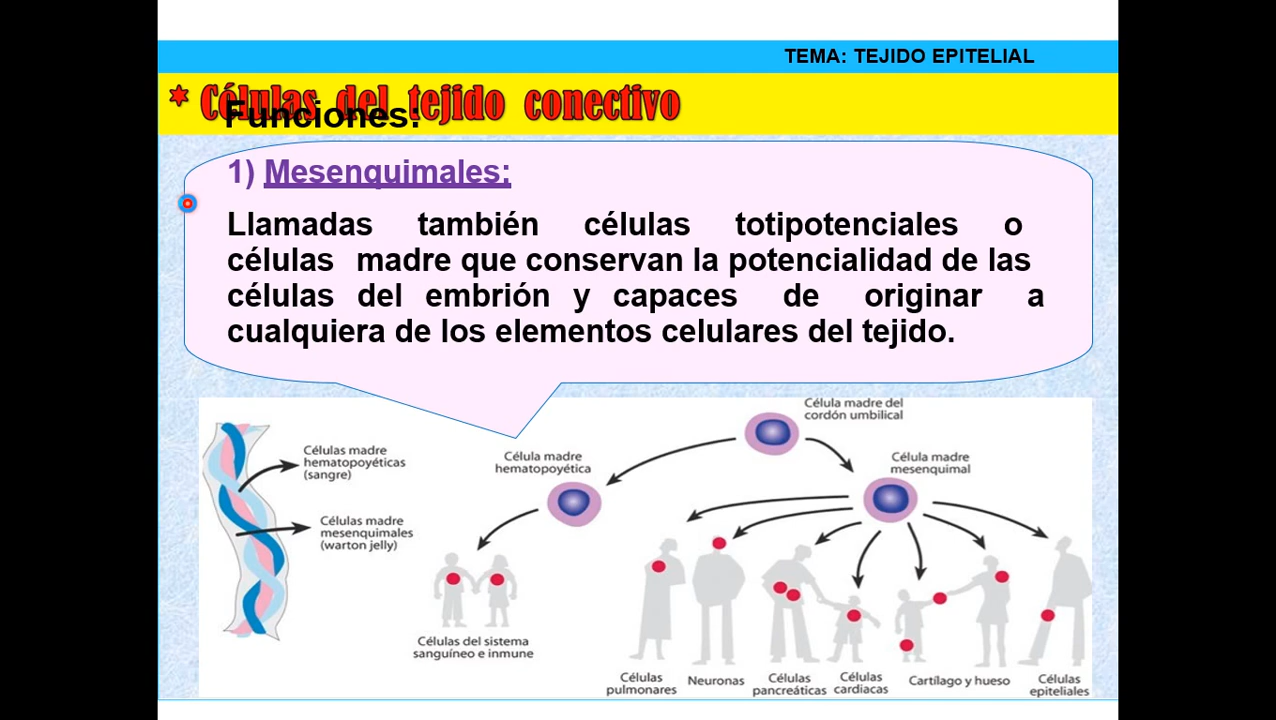 TEMA: TEJIDO EPITELIAL
* Células del tejido conectivo
Funciones:
1) Mesenquimales:
Llamadas también células totipotenciales o
células madre que conservan la potencialidad de las
células del embrión y capaces de originar a
cualquiera de los elementos celulares del tejido.
Célula madre del
cordón umbilical
Células madre
hematopoyéticas
(sangre)
Célula madre
hematopoyética
Célula madre
mesenquimal
Células madre
mesenquimales
(warton jelly)
Células del sistema
sanguíneo e inmune
Células
pulmonares
Neuronas
Células
pancreáticas
Células
cardiacas
Cartílago y hueso
Células
epiteliales